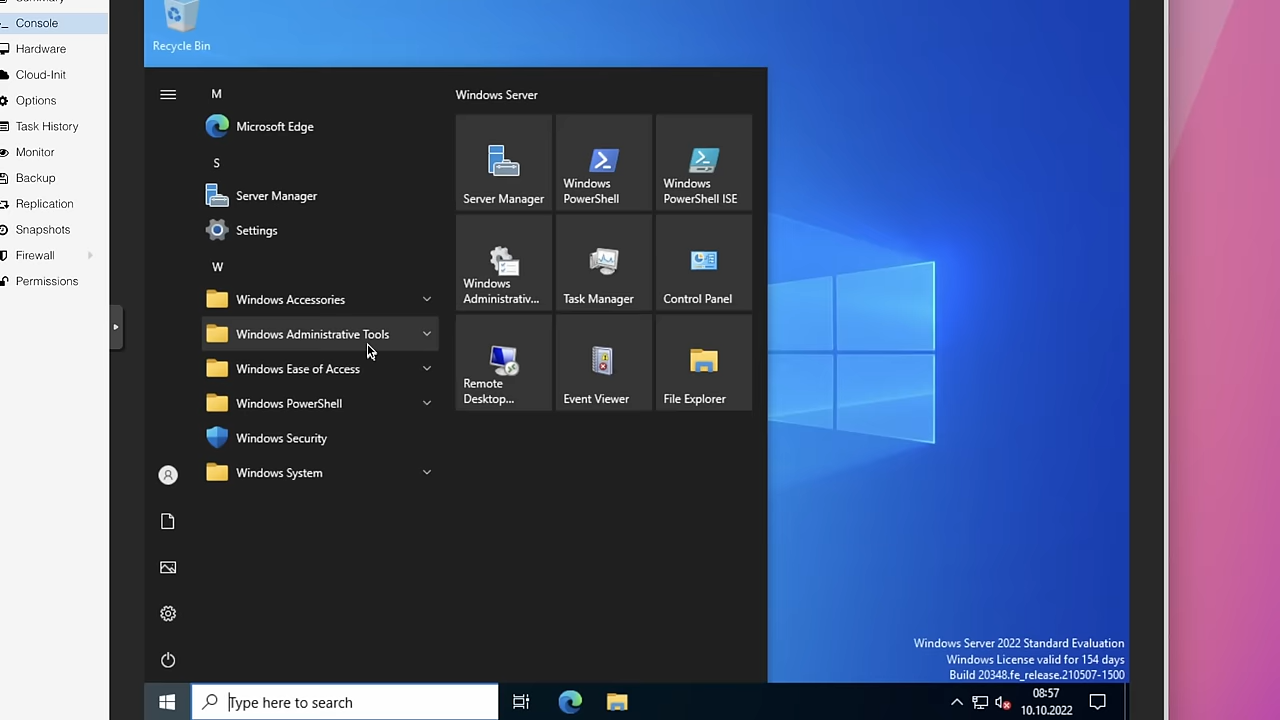 Console
Hardware
Cloud-Init
Options
Task History
Monitor
Backup
Replication
Snapshots
Firewall
Permissions
Recycle Bin
M
Microsoft Edge
S
Server Manager
Settings
W
Windows Accessories
Windows Administrative Tools
Windows Ease of Access
Windows PowerShell
Windows Security
Windows System
Windows Server
Server Manager
Windows
PowerShell
Windows
PowerShell ISE
Windows
Administrativ...
Task Manager
Control Panel
Remote
Desktop...
Event Viewer
File Explorer
Windows Server 2022 Standard Evaluation
Windows License valid for 154 days
Build 20348.fe_release.210507-1500
Type here to search
08:57
10.10.2022